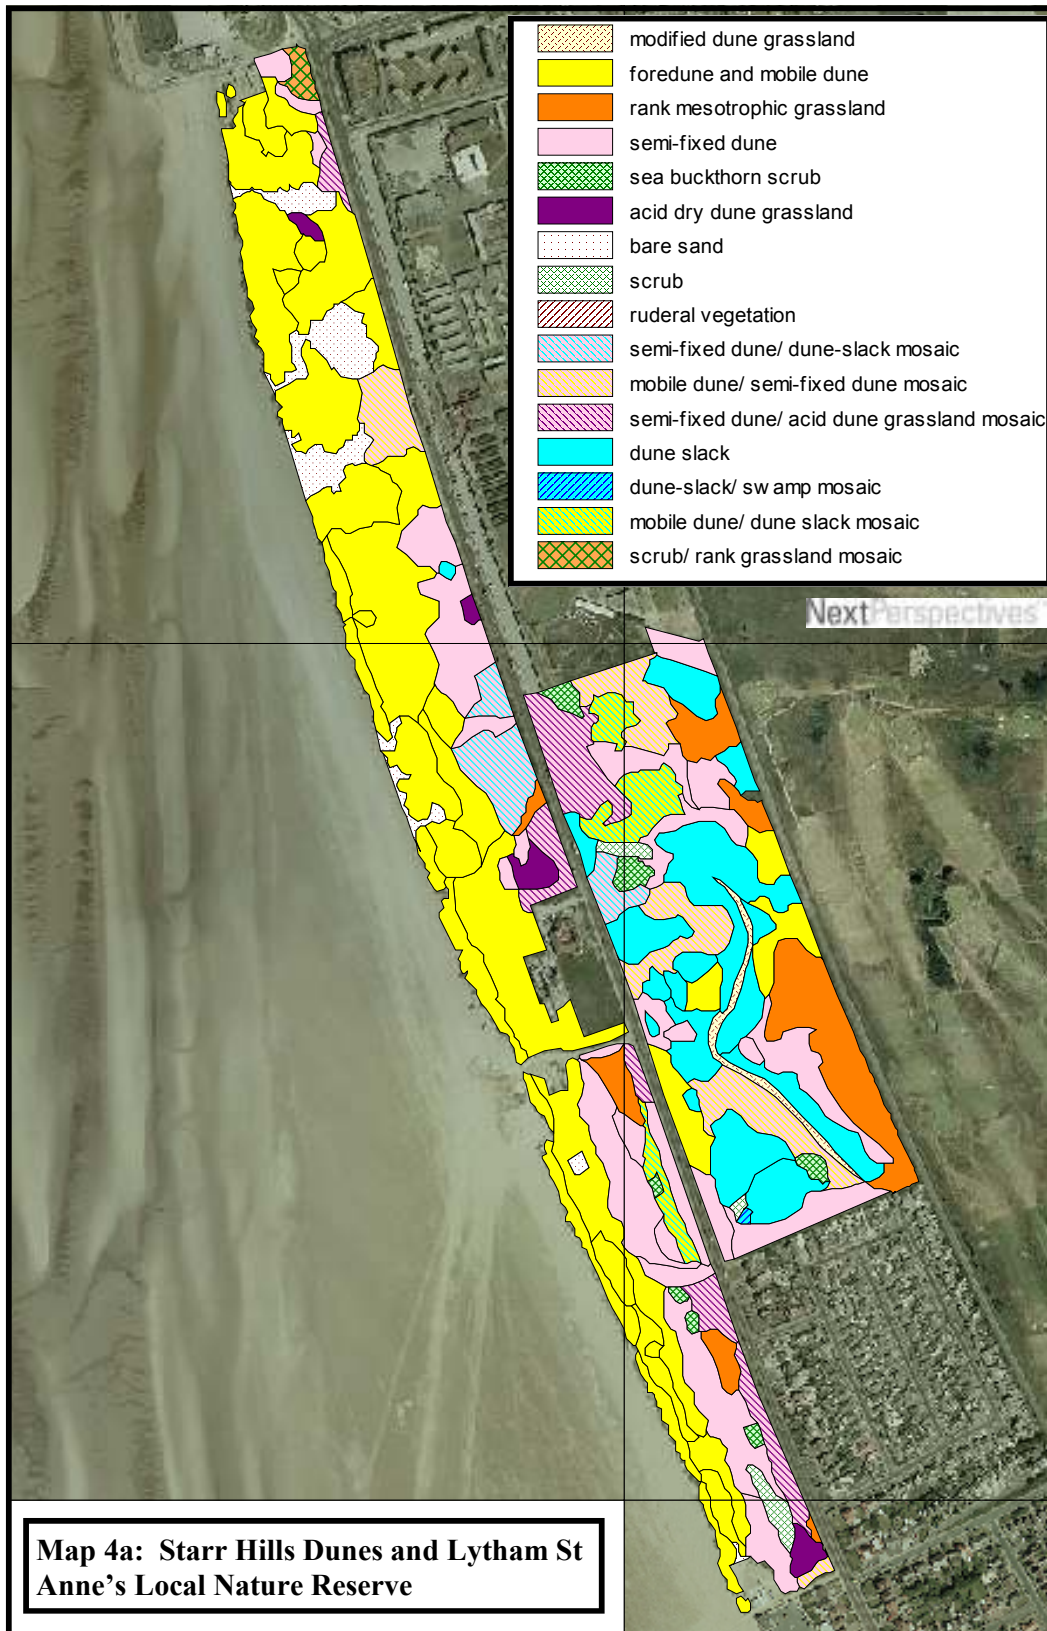 modified dune grassland
foredune and mobile dune
rank mesotrophic grassland
semi-fixed dune
sea buckthorn scrub
acid dry dune grassland
bare sand
scrub
ruderal vegetation
semi-fixed dune/ dune-slack mosaic
mobile dune/ semi-fixed dune mosaic
semi-fixed dune/ acid dune grassland mosaic
dune slack
dune-slack/ swamp mosaic
mobile dune/ dune slack mosaic
scrub/ rank grassland mosaic
NextPerspectives
Map 4a: Starr Hills Dunes and Lytham St
Anne's Local Nature Reserve